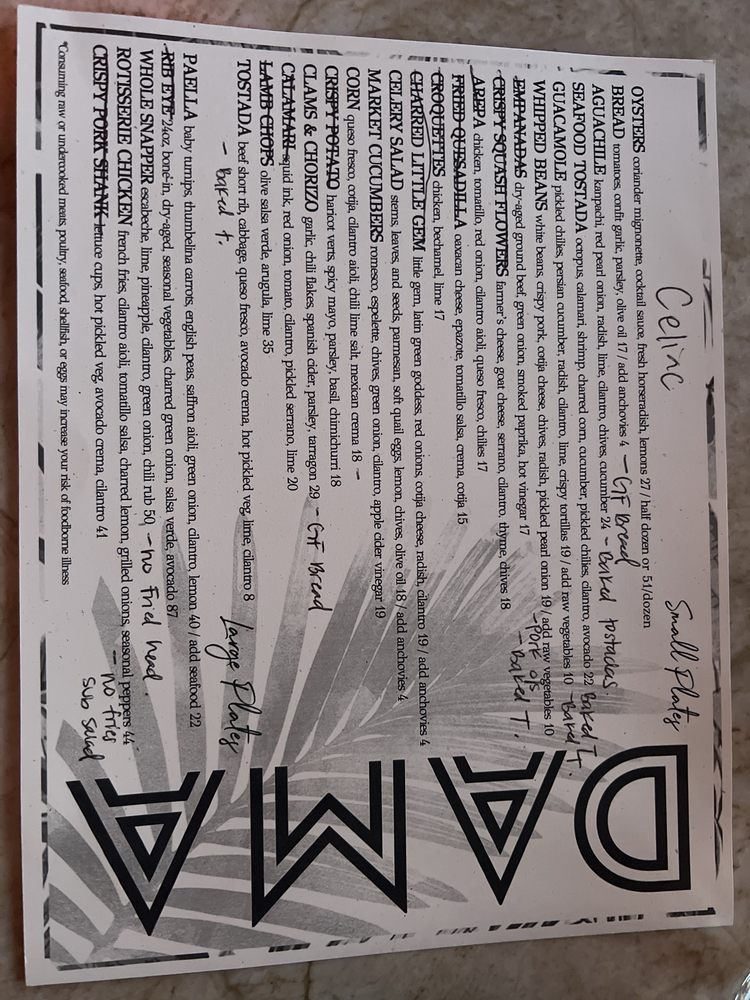 Celiac
Small Plates
OYSTERS coriander mignonette, cocktail sauce, fresh horseradish, lemons 27 / half dozen or 51/dozen
BREAD tomatoes, confit garlic, parsley, olive oil 17 / add anchovies 4 - GF Bread
AGUACHILE kanpachi, red pearl onion, radish, lime, cilantro, chives, cucumber 24 - Baked tostadas
SEAFOOD TOSTADA octopus, calamari, shrimp, charred corn, cucumber, pickled chilies, cilantro, avocado 22 Baked T.
GUACAMOLE pickled chilies, persian cucumber, radish, cilantro, lime, crispy tortillas 19 / add raw vegetables 10 - Baked T.
WHIPPED BEANS white beans, crispy pork, cotija cheese, chives, radish, pickled pearl onion 19 / add raw vegetables 10
- Pork o/s
- Baked T.
EMPANADAS dry-aged ground beef, green onion, smoked paprika, hot vinegar 17
CRISPY SQUASH FLOWERS farmer's cheese, goat cheese, serrano, cilantro, thyme, chives 18
AREPA chicken, tomatillo, red onion, cilantro aioli, queso fresco, chilies 17
FRIED QUESADILLA oaxacan cheese, epazote, tomatillo salsa, crema, cotija 15
CROQUETTES chicken, bechamel, lime 17
CHARRED LITTLE GEM little gem, latin green goddess, red onions, cotija cheese, radish, cilantro 19 / add anchovies 4
CELERY SALAD stems, leaves, and seeds, parmesan, soft quail eggs, lemon, chives, olive oil 18 / add anchovies 4
MARKET CUCUMBERS romesco, espelette, chives, green onion, cilantro, apple cider vinegar 19
CORN queso fresco, cotija, cilantro aioli, chili lime salt, mexican crema 18 -
CRISPY POTATO haricot verts, spicy mayo, parsley, basil, chimichurri 18
CLAMS & CHORIZO garlic, chili flakes, spanish cider, parsley, tarragon 29 - GF Bread
CALAMARI squid ink, red onion, tomato, cilantro, pickled serrano, lime 20
LAMB CHOPS olive salsa verde, arugula, lime 35
TOSTADA beef short rib, cabbage, queso fresco, avocado crema, hot pickled veg, lime, cilantro 8
- Baked t.
Large Plates
PAELLA baby turnips, thumbelina carrots, english peas, saffron aioli, green onion, cilantro, lemon 40 / add seafood 22
RIB EYE 24oz bone-in, dry-aged, seasonal vegetables, charred green onion, salsa verde, avocado 87
WHOLE SNAPPER escabeche, lime, pineapple, cilantro green onion, chili rub 50 - no fried head.
ROTISSERIE CHICKEN french fries, cilantro aioli, tomatillo salsa, charred lemon, grilled onions, seasonal peppers 44
- no fries
sub salad
CRISPY PORK SHANK lettuce cups, hot pickled veg, avocado crema, cilantro 41
*Consuming raw or undercooked meats, poultry, seafood, shellfish, or eggs may increase your risk of foodborne illness
DAMA